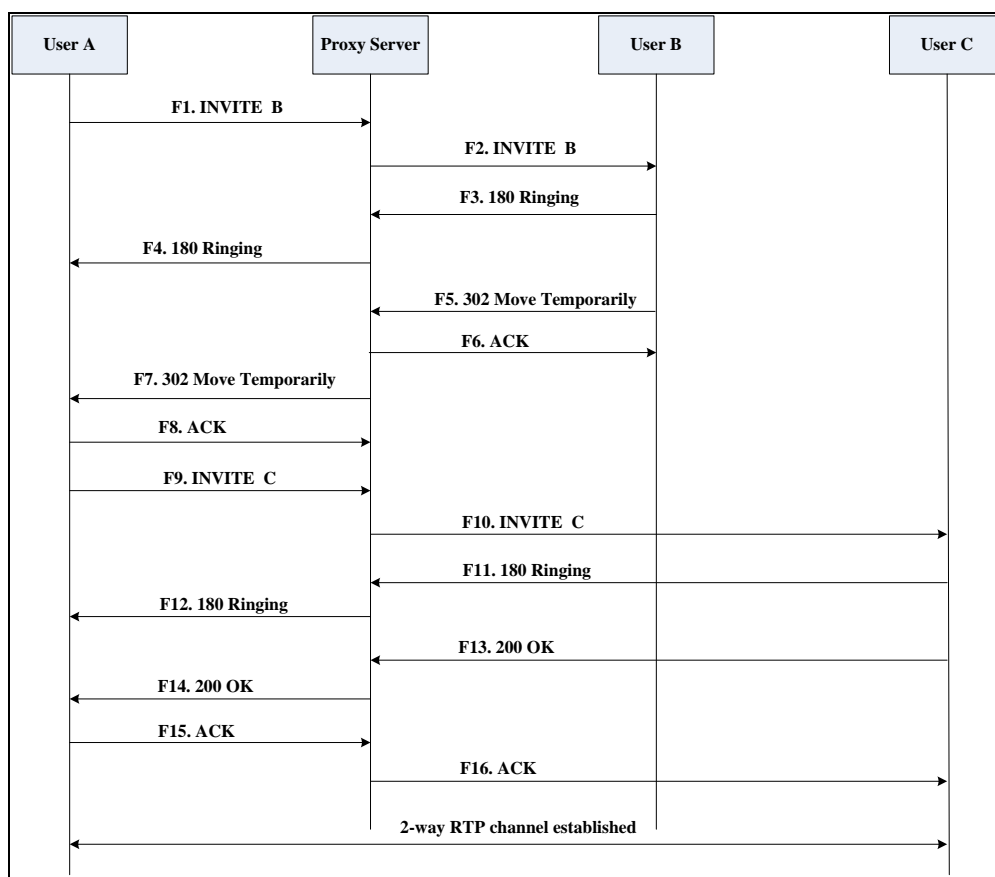 User A
Proxy Server
User B
User C
F1. INVITE B
F2. INVITE B
F3. 180 Ringing
F4. 180 Ringing
F5. 302 Move Temporarily
F6. ACK
F7. 302 Move Temporarily
F8. ACK
F9. INVITE C
F10. INVITE C
F11. 180 Ringing
F12. 180 Ringing
F13. 200 OK
F14. 200 OK
F15. ACK
F16. ACK
2-way RTP channel established